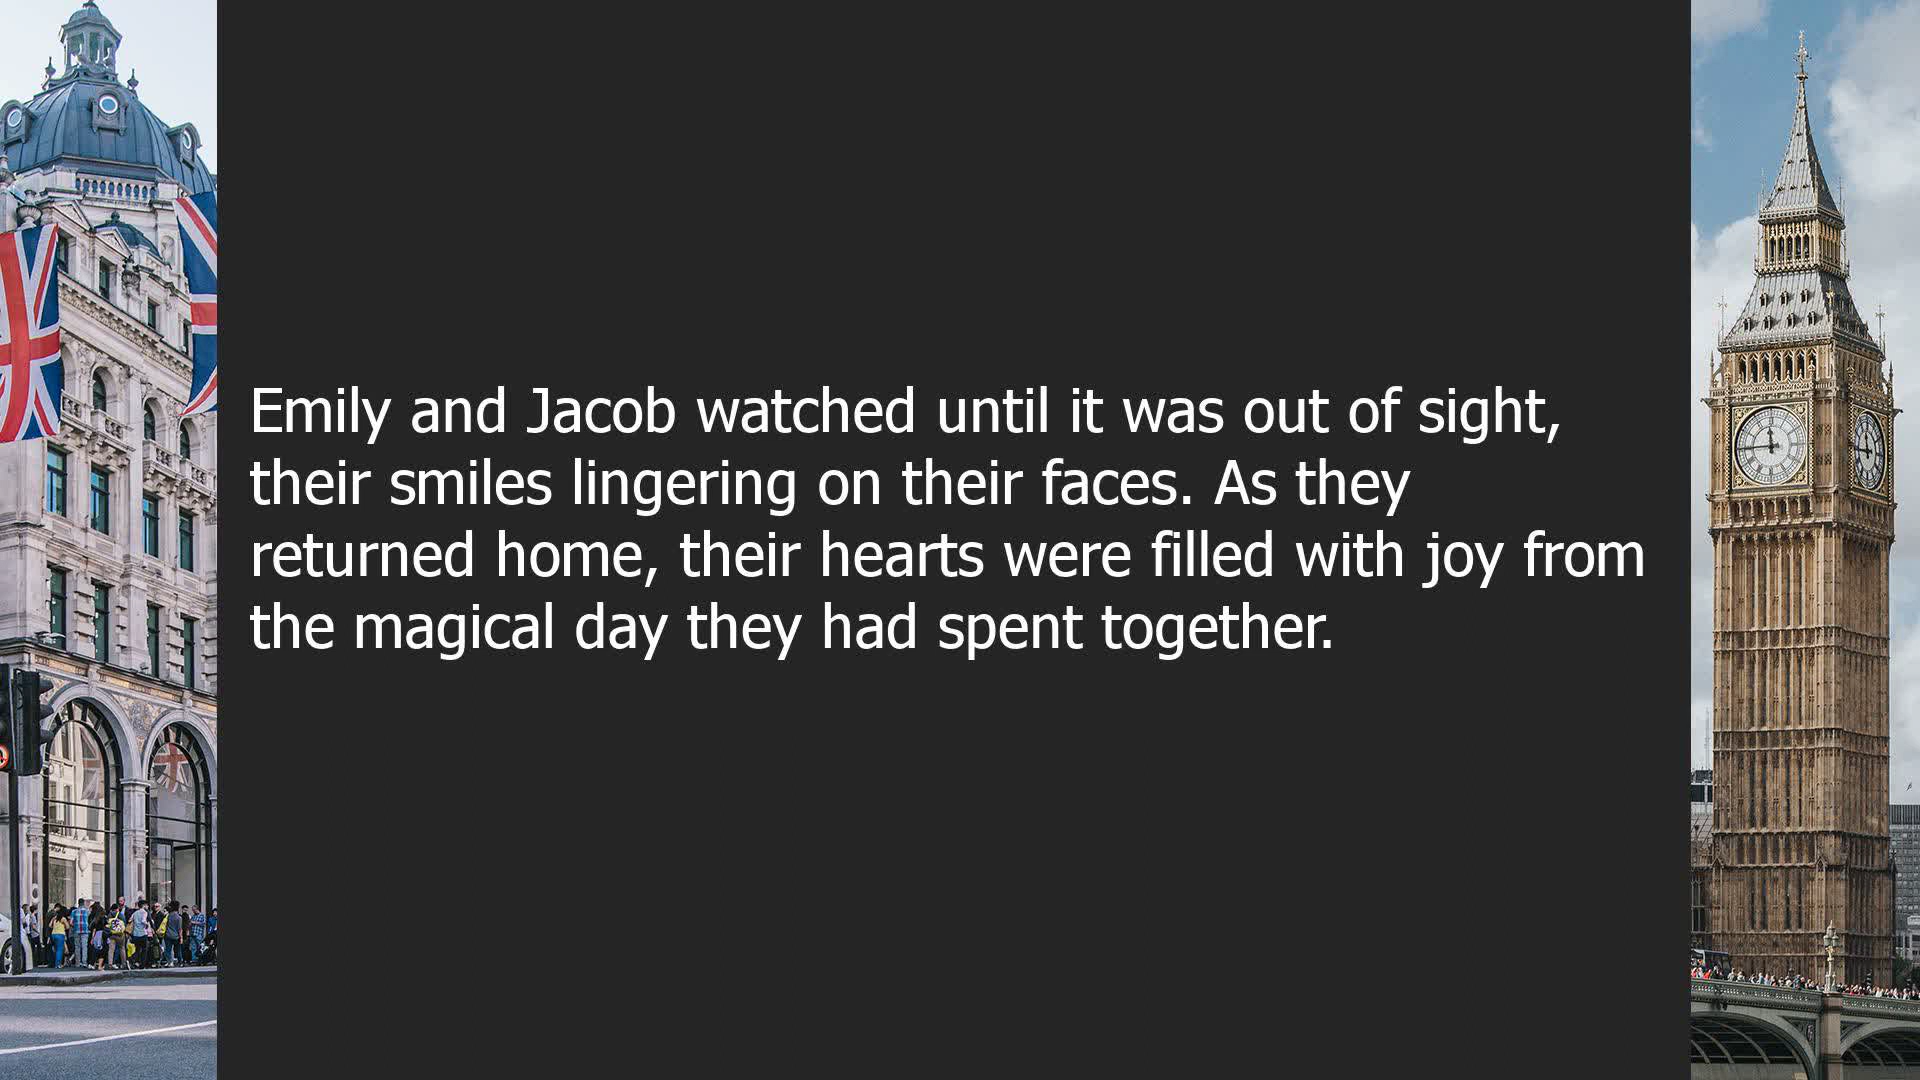 Emily and Jacob watched until it was out of sight,
their smiles lingering on their faces. As they
returned home, their hearts were filled with joy from
the magical day they had spent together.